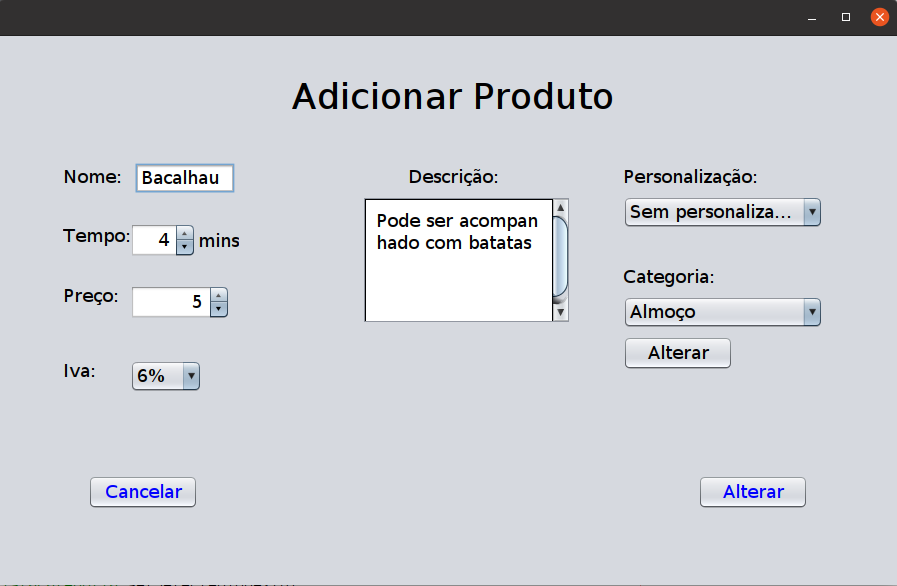 Adicionar Produto
Nome: Bacalhau
Tempo: 4 mins
Preço: 5
Iva: 6%
Descrição:
Pode ser acompan
hado com batatas
Personalização:
Sem personaliza...
Categoria:
Almoço
Alterar
Cancelar
Alterar